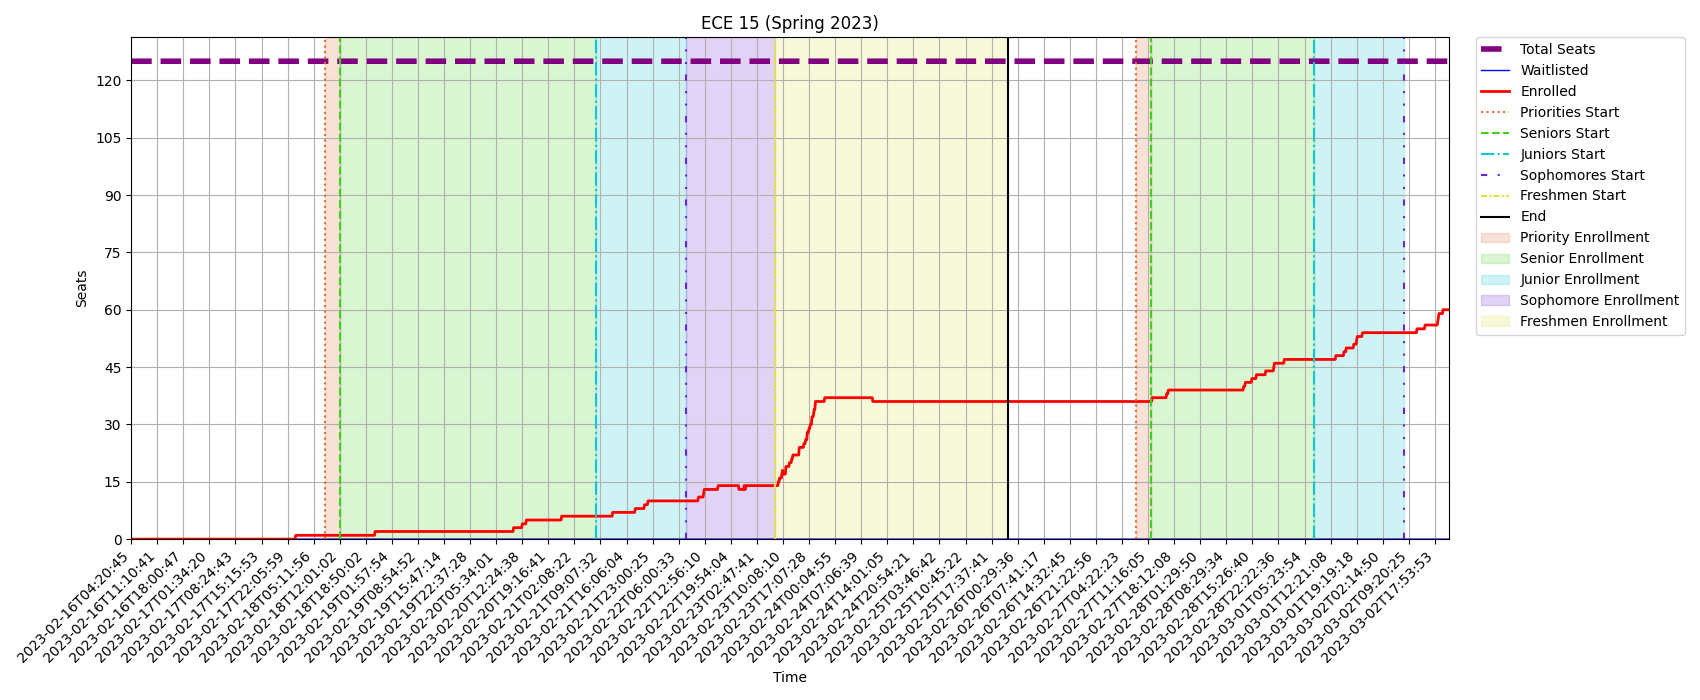 ECE 15 (Spring 2023)
Total Seats
Waitlisted
Enrolled
Priorities Start
Seniors Start
Juniors Start
Sophomores Start
Freshmen Start
End
Priority Enrollment
Senior Enrollment
Junior Enrollment
Sophomore Enrollment
Freshmen Enrollment
Seats
120
105
90
75
60
45
30
15
0
2023-02-16T04:20:45
2023-02-16T11:10:41
2023-02-16T18:00:47
2023-02-17T01:34:20
2023-02-17T08:24:43
2023-02-17T15:15:53
2023-02-17T22:05:59
2023-02-18T05:11:56
2023-02-18T12:01:02
2023-02-18T18:50:02
2023-02-19T01:57:54
2023-02-19T08:54:52
2023-02-19T15:47:14
2023-02-19T22:37:28
2023-02-20T05:34:01
2023-02-20T12:24:38
2023-02-20T19:16:41
2023-02-21T02:08:22
2023-02-21T09:07:32
2023-02-21T16:06:04
2023-02-21T23:00:25
2023-02-22T06:00:33
2023-02-22T12:56:10
2023-02-22T19:54:04
2023-02-23T02:47:41
2023-02-23T10:08:10
2023-02-23T17:07:28
2023-02-24T00:04:55
2023-02-24T07:06:39
2023-02-24T14:01:05
2023-02-24T20:54:21
2023-02-25T03:46:42
2023-02-25T10:45:22
2023-02-25T17:37:41
2023-02-26T00:29:36
2023-02-26T07:41:17
2023-02-26T14:32:45
2023-02-26T21:22:56
2023-02-27T04:22:23
2023-02-27T11:16:05
2023-02-27T18:12:08
2023-02-28T01:29:50
2023-02-28T08:29:34
2023-02-28T15:26:40
2023-02-28T22:22:36
2023-03-01T05:23:54
2023-03-01T12:21:08
2023-03-01T19:19:18
2023-03-02T02:14:50
2023-03-02T09:20:25
2023-03-02T17:53:53
Time